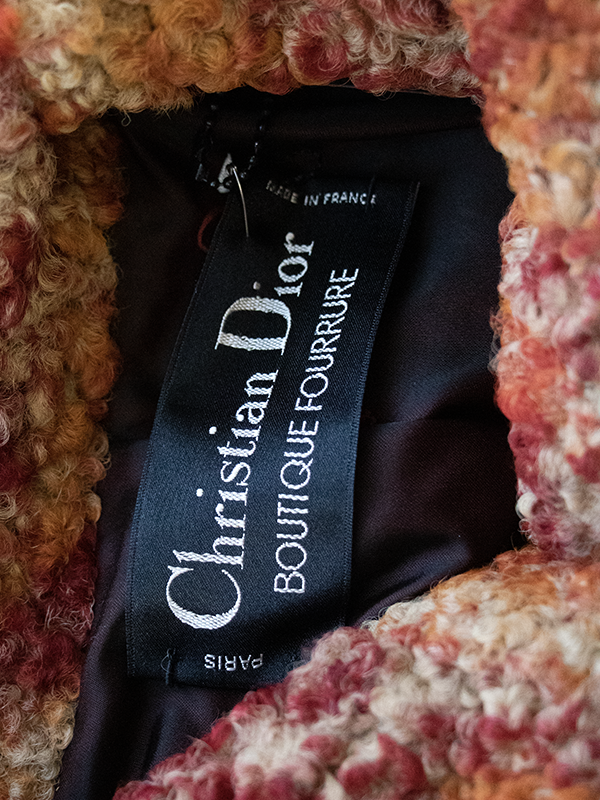 MADE IN FRANCE
Christian Dior
BOUTIQUE FOURRURE
PARIS